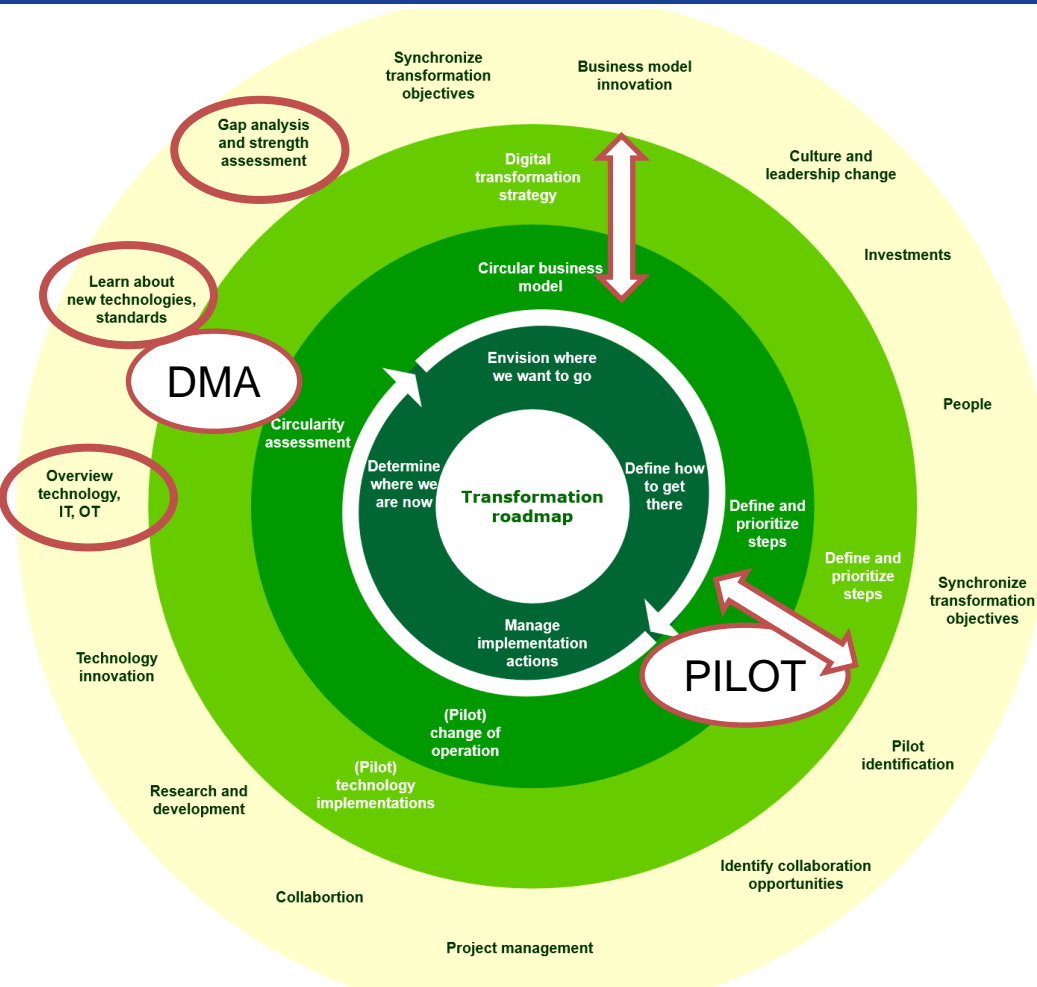 Synchronize
transformation
objectives
Business model
innovation
Gap analysis
and strength
assessment
Digital
transformation
strategy
Culture and
leadership change
Investments
Learn about
new technologies,
standards
Circular business
model
DMA
Envision where
we want to go
People
Circularity
assessment
Determine
where we
are now
Transformation
roadmap
Define how
to get
there
Overview
technology,
IT, OT
Define and
prioritize
steps
Define and
prioritize
steps
Synchronize
transformation
objectives
Manage
implementation
actions
PILOT
Technology
innovation
(Pilot)
change of
operation
Pilot
identification
(Pilot)
technology
implementations
Research and
development
Identify collaboration
opportunities
Collabortion
Project management